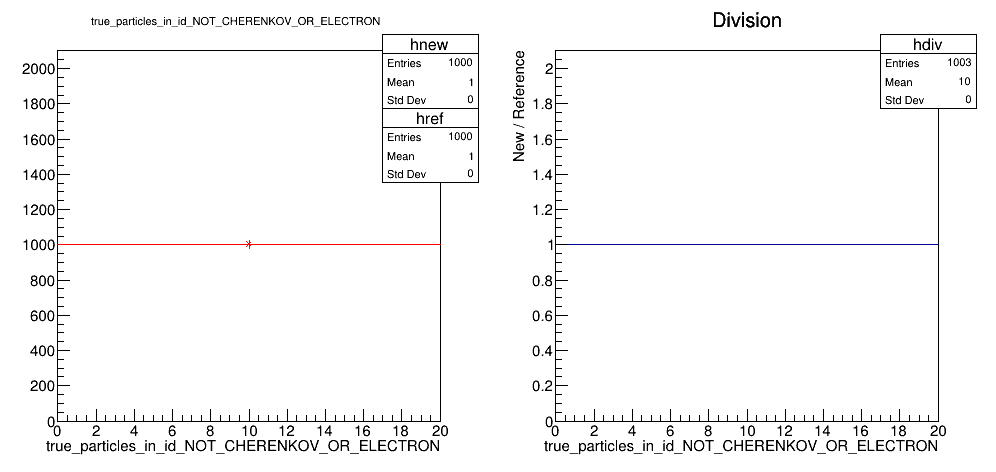 true_particles_in_id_NOT_CHERENKOV_OR_ELECTRON
hnew
Entries 1000
Mean 1
Std Dev 0
href
Entries 1000
Mean 1
Std Dev 0
2000
1800
1600
1400
1200
1000
800
600
400
200
0
0 2 4 6 8 10 12 14 16 18 20
true_particles_in_id_NOT_CHERENKOV_OR_ELECTRON
Division
hdiv
Entries 1003
Mean 10
Std Dev 0
New / Reference
2
1.8
1.6
1.4
1.2
1
0.8
0.6
0.4
0.2
0
0 2 4 6 8 10 12 14 16 18 20
true_particles_in_id_NOT_CHERENKOV_OR_ELECTRON